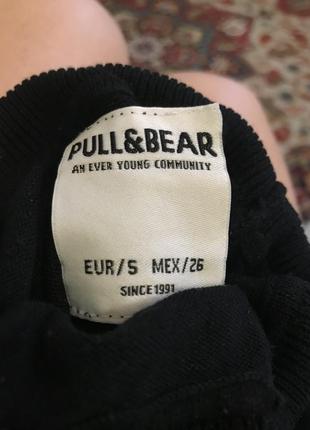 PULL&BEAR
AN EVER YOUNG COMMUNITY
EUR/S MEX/26
SINCE 1991